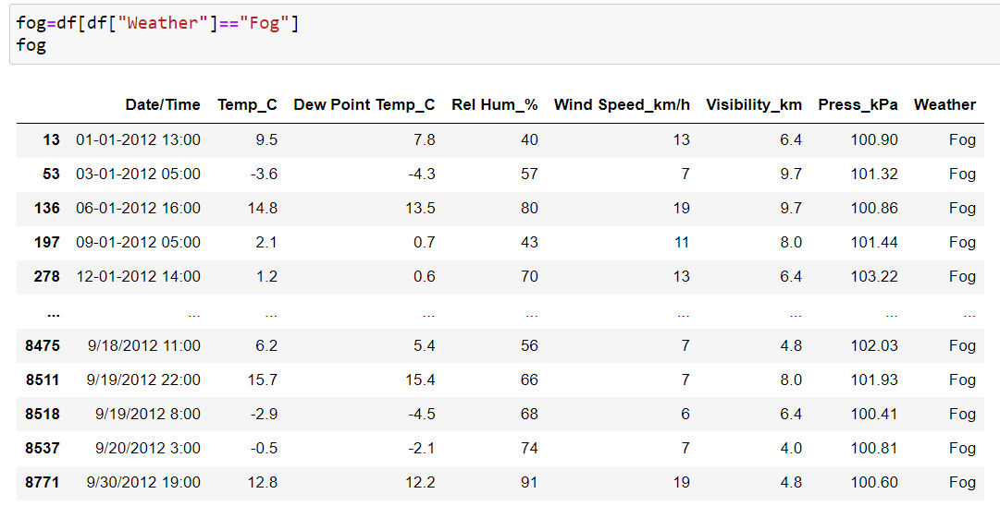 fog=df[df["Weather"]=="Fog"]
fog
Date/Time Temp_C Dew Point Temp_C Rel Hum_% Wind Speed_km/h Visibility_km Press_kPa Weather
13 01-01-2012 13:00 9.5 7.8 40 13 6.4 100.90 Fog
53 03-01-2012 05:00 -3.6 -4.3 57 7 9.7 101.32 Fog
136 06-01-2012 16:00 14.8 13.5 80 19 9.7 100.86 Fog
197 09-01-2012 05:00 2.1 0.7 43 11 8.0 101.44 Fog
278 12-01-2012 14:00 1.2 0.6 70 13 6.4 103.22 Fog
... ... ... ... ... ... ... ... ...
8475 9/18/2012 11:00 6.2 5.4 56 7 4.8 102.03 Fog
8511 9/19/2012 22:00 15.7 15.4 66 7 8.0 101.93 Fog
8518 9/19/2012 8:00 -2.9 -4.5 68 6 6.4 100.41 Fog
8537 9/20/2012 3:00 -0.5 -2.1 74 7 4.0 100.81 Fog
8771 9/30/2012 19:00 12.8 12.2 91 19 4.8 100.60 Fog